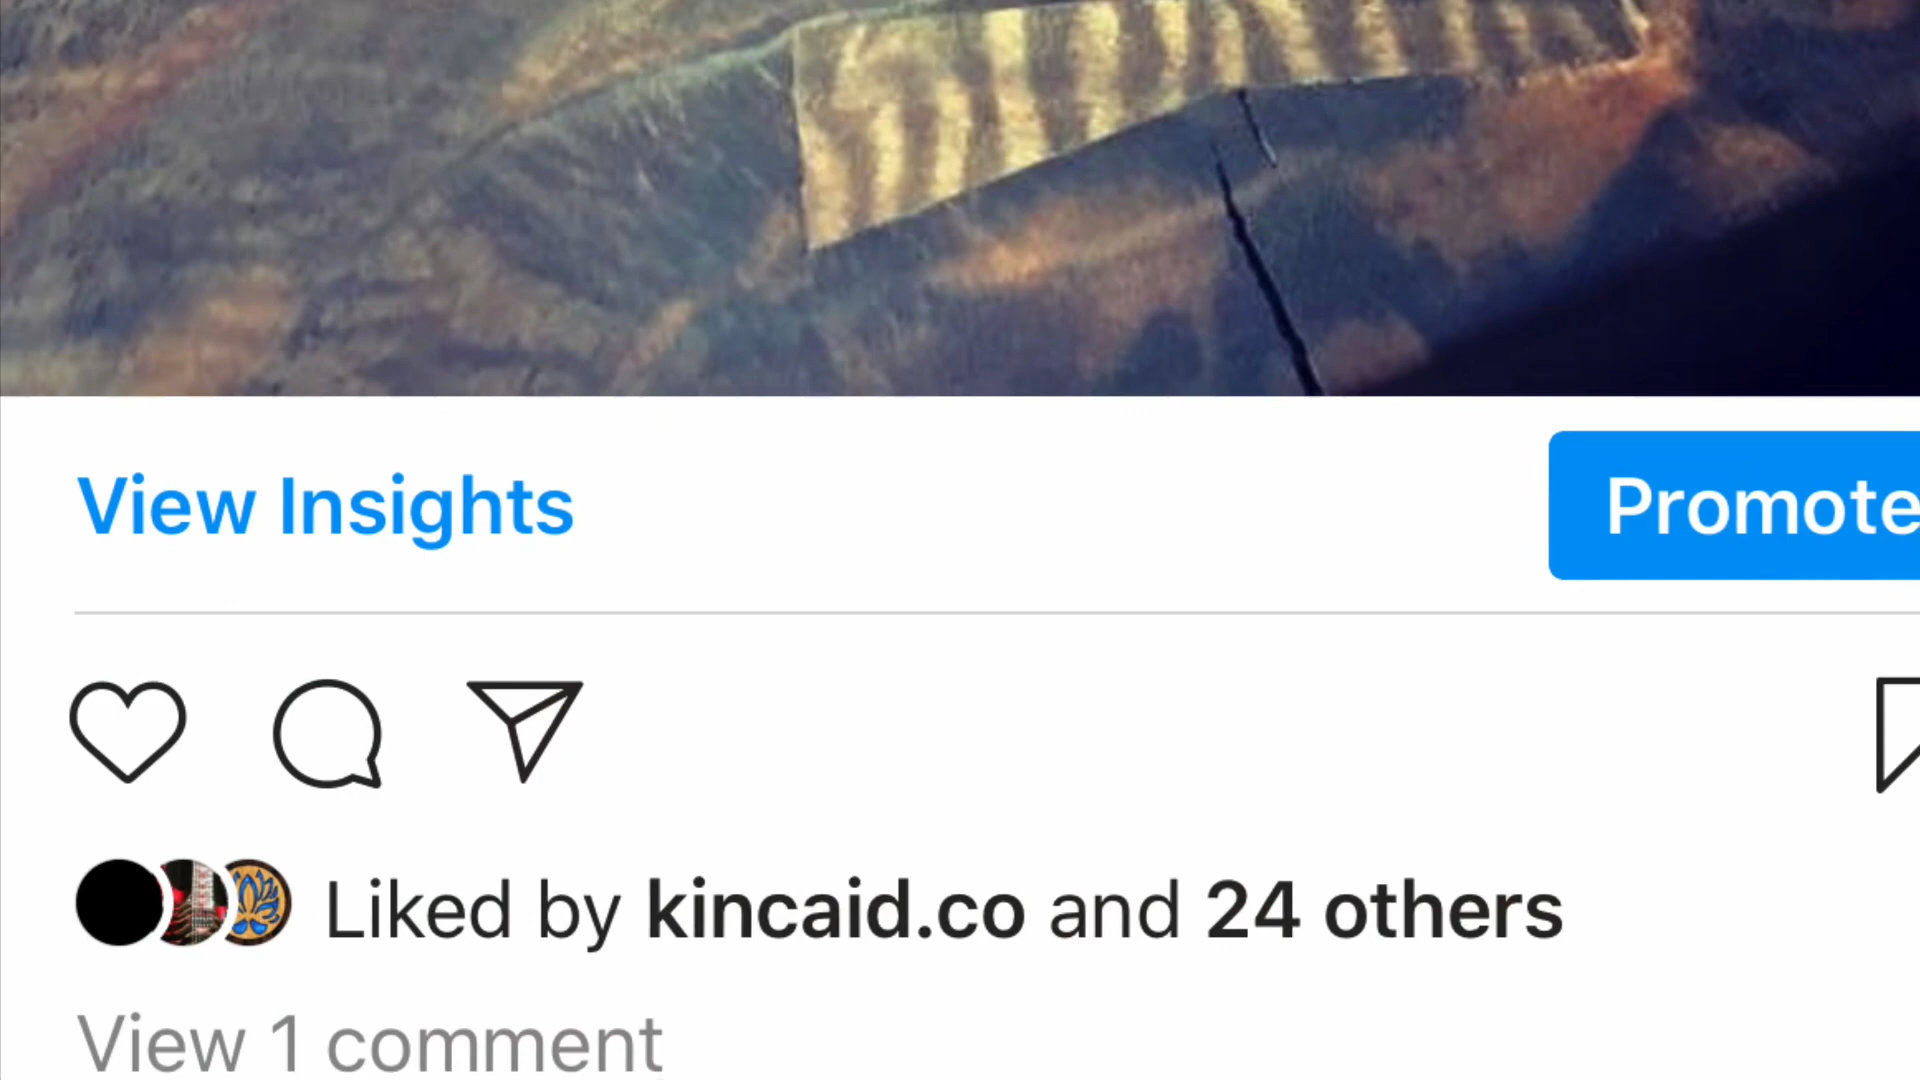 View Insights
Promote
Liked by kincaid.co and 24 others
View 1 comment